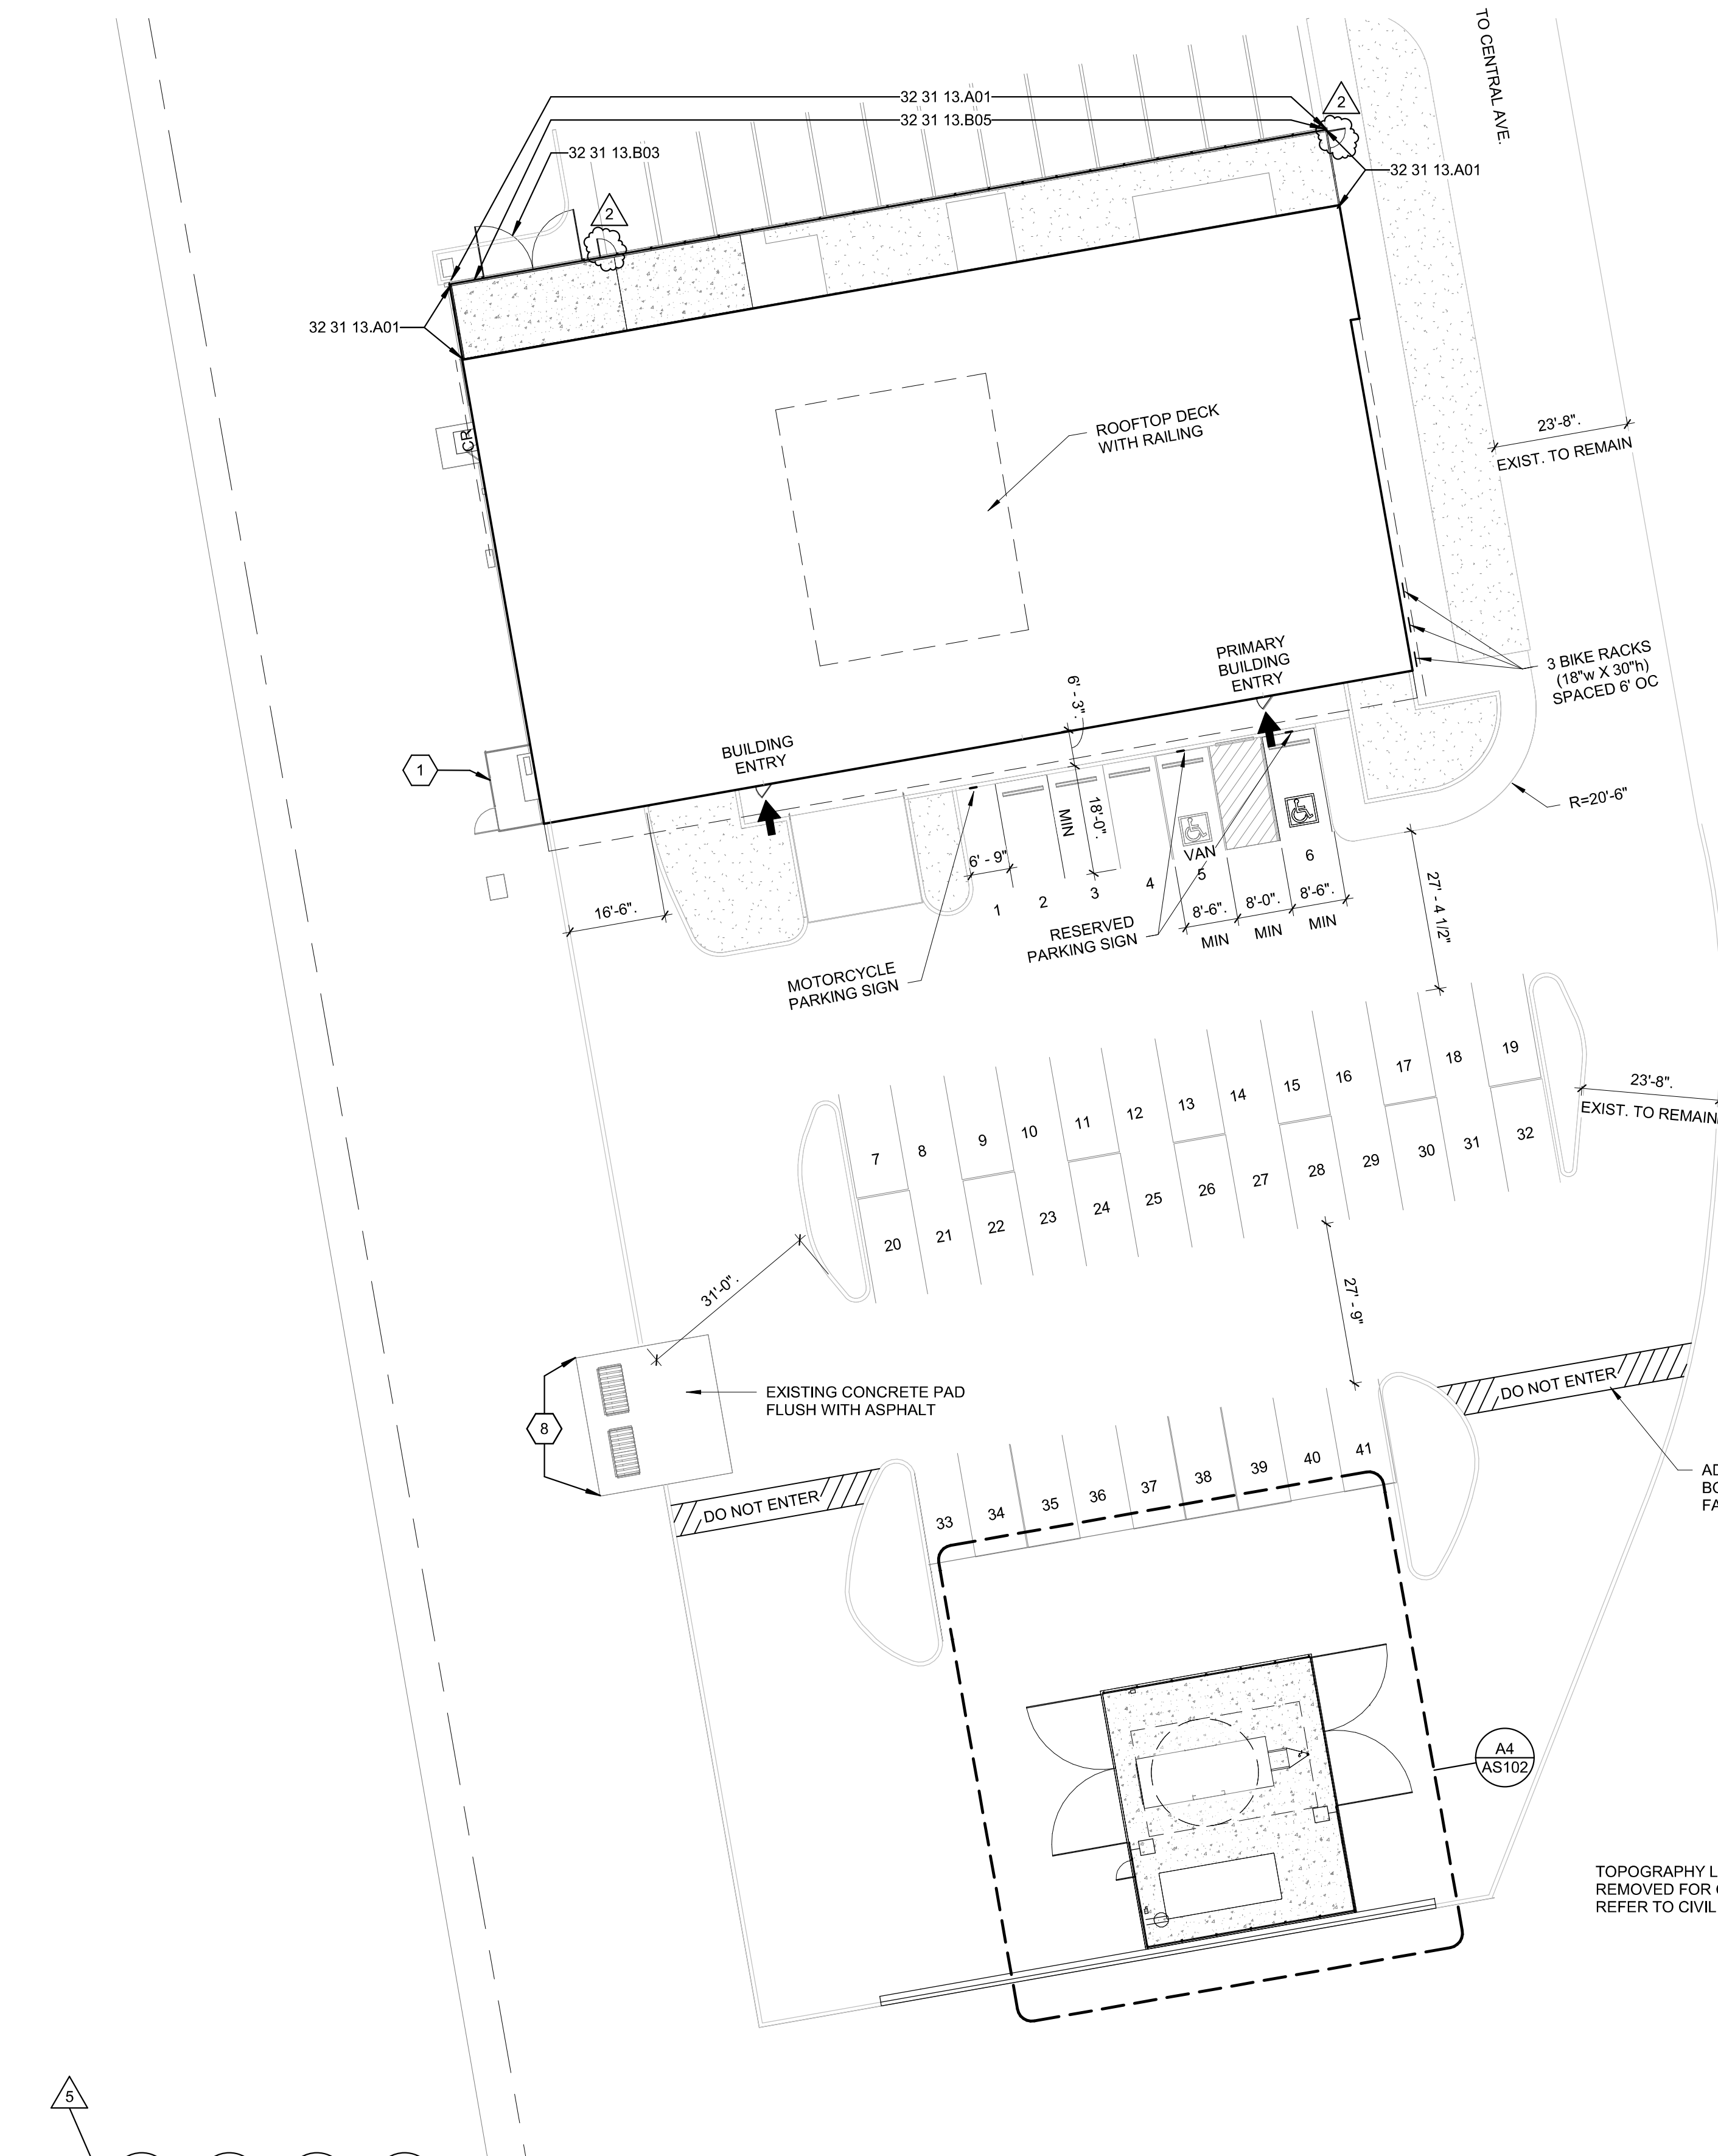 TO CENTRAL AVE.
32 31 13.A01
2
32 31 13.B05
32 31 13.B03
32 31 13.A01
2
32 31 13.A01
ROOFTOP DECK
WITH RAILING
23'-8".
EXIST. TO REMAIN
CR
PRIMARY
BUILDING
ENTRY
3 BIKE RACKS
(18"w X 30"h)
SPACED 6' OC
6' - 3".
BUILDING
ENTRY
1
R=20'-6"
18'-0".
MIN
6' - 9"
VAN
1
2
3
4
5
6
16'-6".
8'-6".
8'-0".
8'-6".
MIN
MIN
MIN
27' - 4 1/2"
RESERVED
PARKING SIGN
MOTORCYCLE
PARKING SIGN
7
8
9
10
11
12
13
14
15
16
17
18
19
23'-8".
EXIST. TO REMAIN
20
21
22
23
24
25
26
27
28
29
30
31
32
31'-0".
27' - 9"
EXISTING CONCRETE PAD
FLUSH WITH ASPHALT
8
DO NOT ENTER
DO NOT ENTER
33
34
35
36
37
38
39
40
41
AD
BO
FA
A4
AS102
TOPOGRAPHY L
REMOVED FOR
REFER TO CIVIL
5